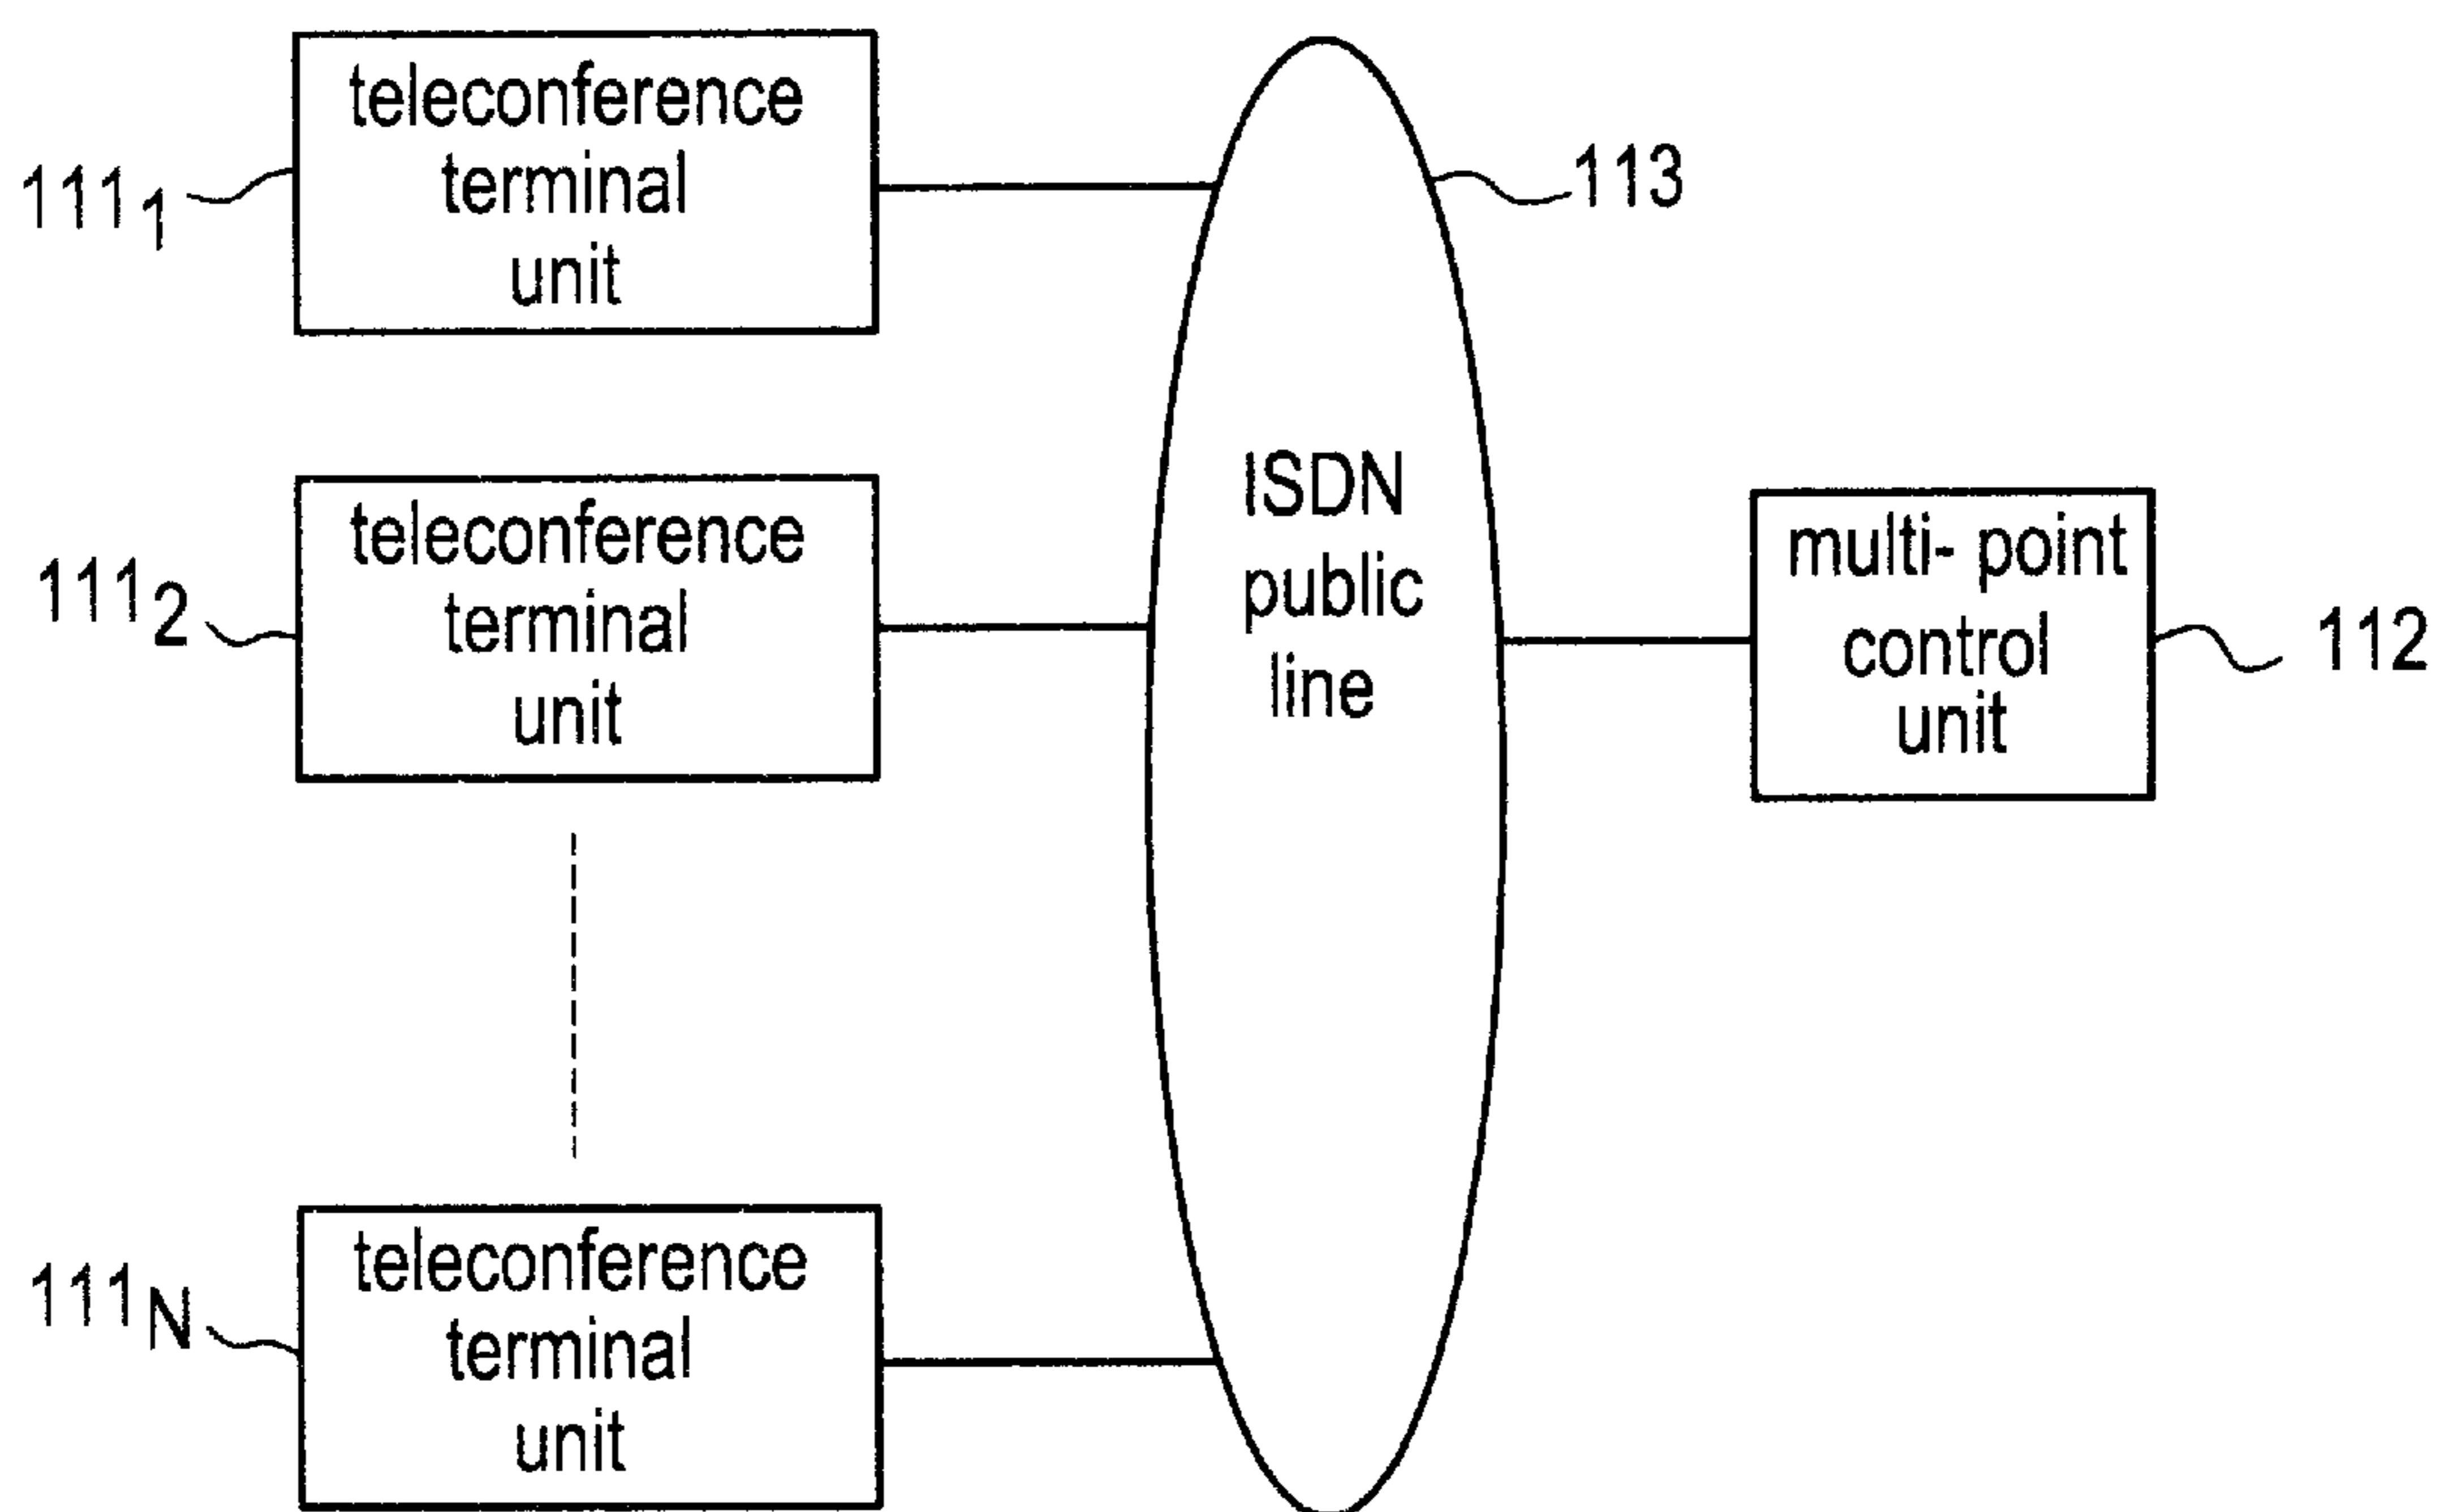 teleconference
terminal
unit
111₁
113
teleconference
terminal
unit
111₂
ISDN
public
line
multi- point
control
unit
112
teleconference
terminal
unit
111N